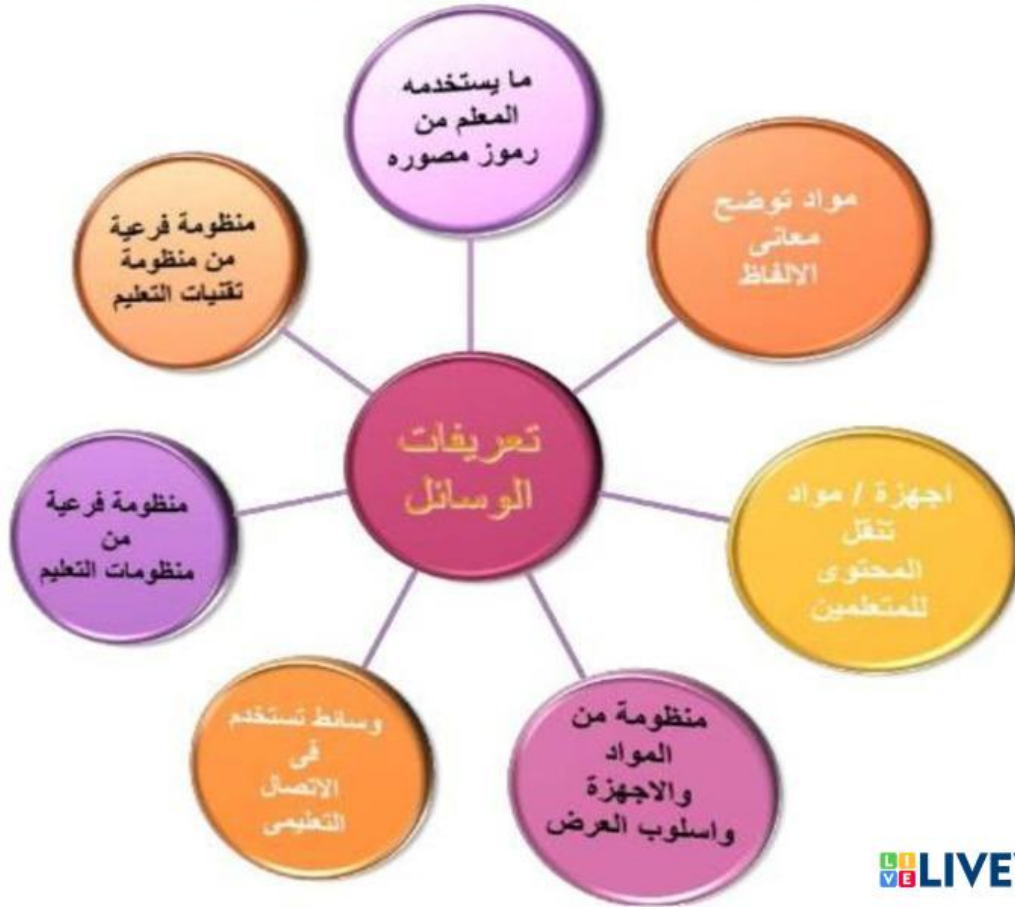 ما يستخدمه
المعلم من
رموز مصوره
مواد توضح
معانى
الالفاظ
اجهزة / مواد
تنقل
المحتوى
للمتعلمين
منظومة من
المواد
والاجهزة
واسلوب العرض
وسائط تستخدم
فى
الاتصال
التعليمى
منظومة فرعية
من
منظومات التعليم
منظومة فرعية
من منظومة
تقنيات التعليم
تعريفات
الوسائل
LIVE
LIVE